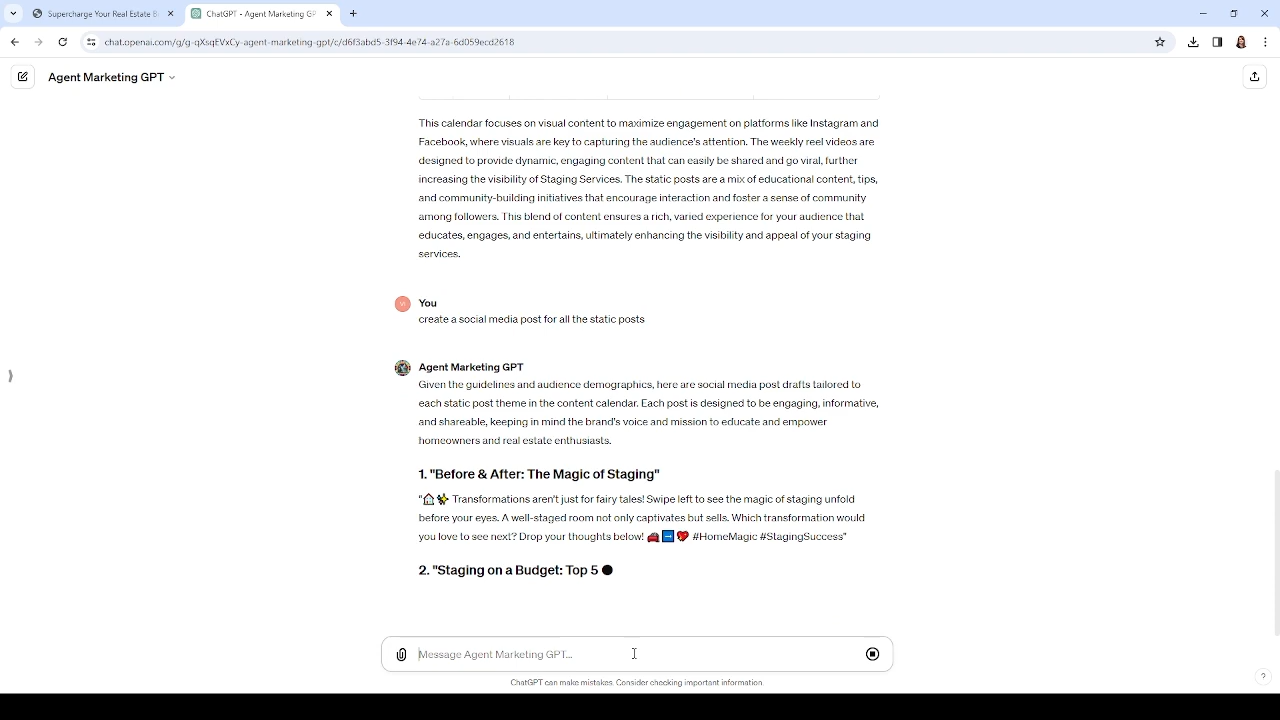 Supercharge Your Real Estate B
ChatGPT - Agent Marketing GP
chat.openai.com/g/g-qXsqEVxCy-agent-marketing-gpt/c/d6f3abd5-3f94-4e74-a27a-6d059ecd2618
Agent Marketing GPT
This calendar focuses on visual content to maximize engagement on platforms like Instagram and
Facebook, where visuals are key to capturing the audience's attention. The weekly reel videos are
designed to provide dynamic, engaging content that can easily be shared and go viral, further
increasing the visibility of Staging Services. The static posts are a mix of educational content, tips,
and community-building initiatives that encourage interaction and foster a sense of community
among followers. This blend of content ensures a rich, varied experience for your audience that
educates, engages, and entertains, ultimately enhancing the visibility and appeal of your staging
services.
You
create a social media post for all the static posts
Agent Marketing GPT
Given the guidelines and audience demographics, here are social media post drafts tailored to
each static post theme in the content calendar. Each post is designed to be engaging, informative,
and shareable, keeping in mind the brand's voice and mission to educate and empower
homeowners and real estate enthusiasts.
1. "Before & After: The Magic of Staging"
"🏠✨ Transformations aren't just for fairy tales! Swipe left to see the magic of staging unfold
before your eyes. A well-staged room not only captivates but sells. Which transformation would
you love to see next? Drop your thoughts below! 🛋️➡️💖 #HomeMagic #StagingSuccess"
2. "Staging on a Budget: Top 5
Message Agent Marketing GPT...
ChatGPT can make mistakes. Consider checking important information.
?